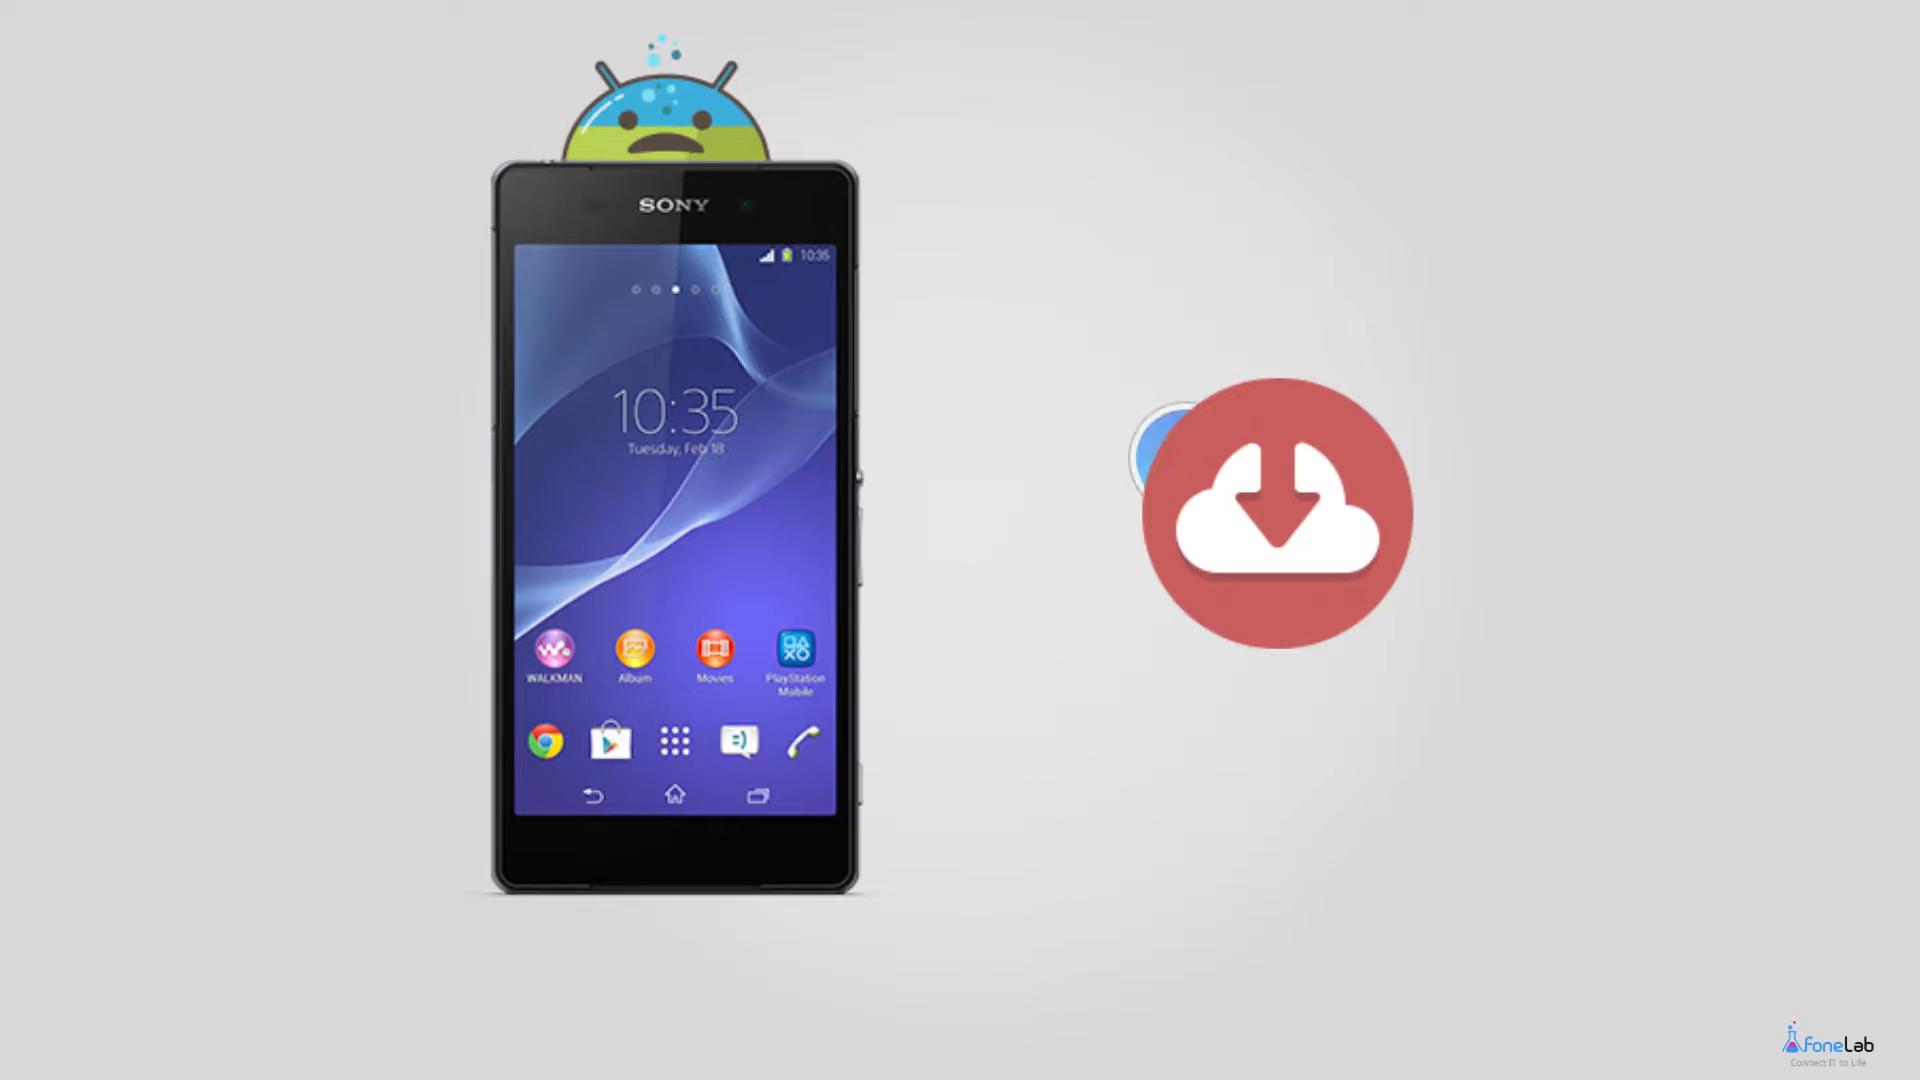 SONY
10:35
10:35
Tuesday, Feb 18
WALKMAN
Album
Movies
PlayStation
Mobile
=)
FoneLab
Connect IT to Life